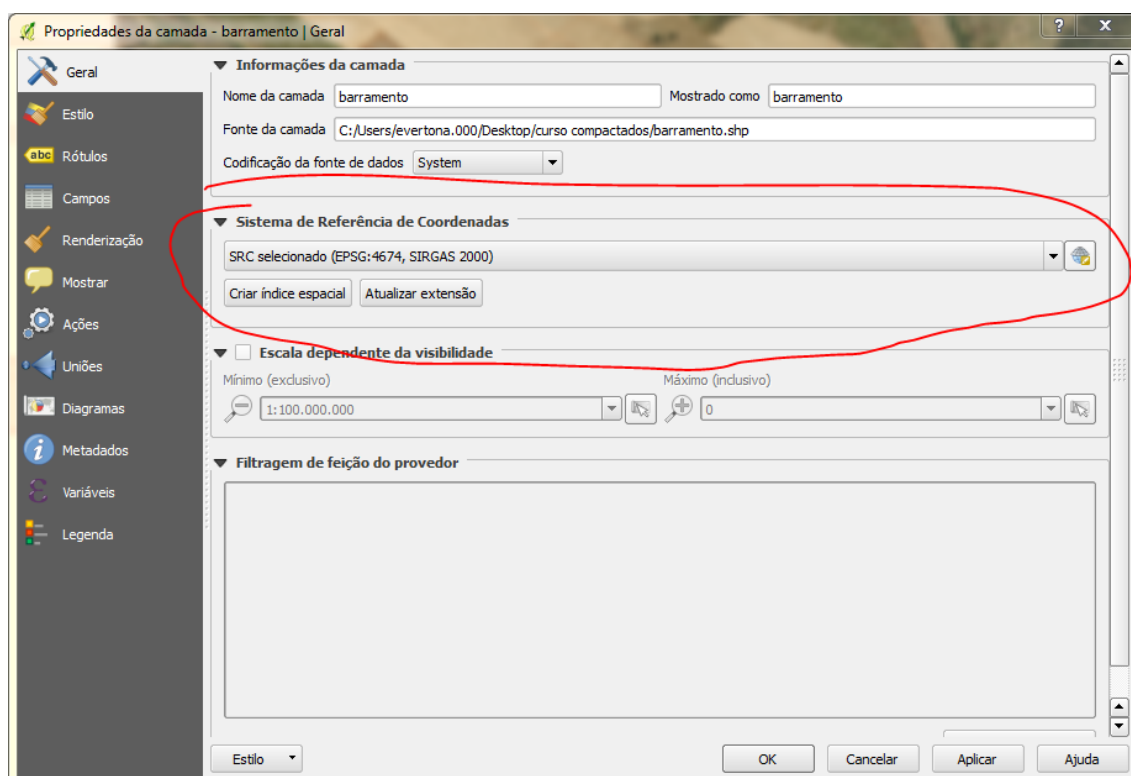 Propriedades da camada - barramento | Geral
?
X
Geral
Estilo
abc Rótulos
Campos
Renderização
Mostrar
Ações
Uniões
Diagramas
i Metadados
ε Variáveis
Legenda
Informações da camada
Nome da camada barramento Mostrado como barramento
Fonte da camada C:/Users/evertona.000/Desktop/curso compactados/barramento.shp
Codificação da fonte de dados System
Sistema de Referência de Coordenadas
SRC selecionado (EPSG:4674, SIRGAS 2000)
Criar índice espacial Atualizar extensão
Escala dependente da visibilidade
Mínimo (exclusivo) Máximo (inclusivo)
1:100.000.000 0
Filtragem de feição do provedor
Estilo OK Cancelar Aplicar Ajuda